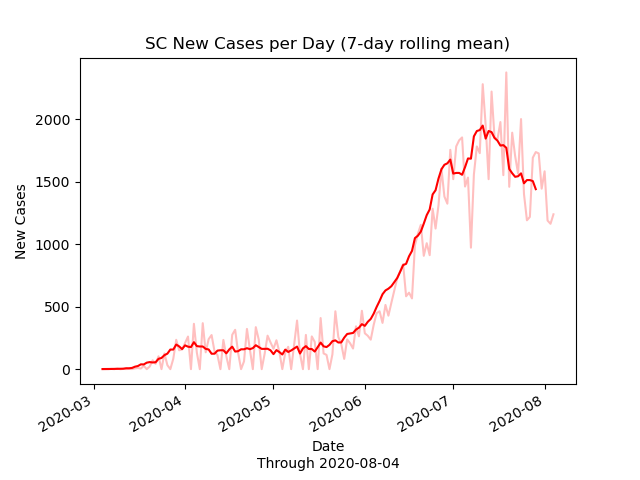 SC New Cases per Day (7-day rolling mean)
New Cases
2000
1500
1000
500
0
2020-03
2020-04
2020-05
2020-06
2020-07
2020-08
Date
Through 2020-08-04